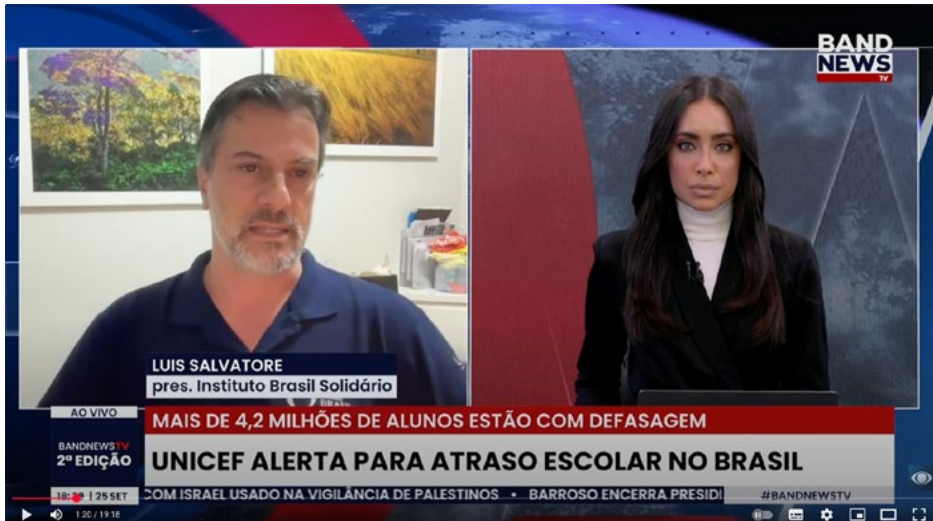 BAND
NEWS
TV
LUIS SALVATORE
pres. Instituto Brasil Solidário
BRASIL
AO VIVO
MAIS DE 4,2 MILHÕES DE ALUNOS ESTÃO COM DEFASAGEM
BANDNEWSTV
2ª EDIÇÃO
UNICEF ALERTA PARA ATRASO ESCOLAR NO BRASIL
| 25 SET
COM ISRAEL USADO NA VIGILÂNCIA DE PALESTINOS • BARROSO ENCERRA PRESIDI
#BANDNEWSTV
1:20 / 19:18